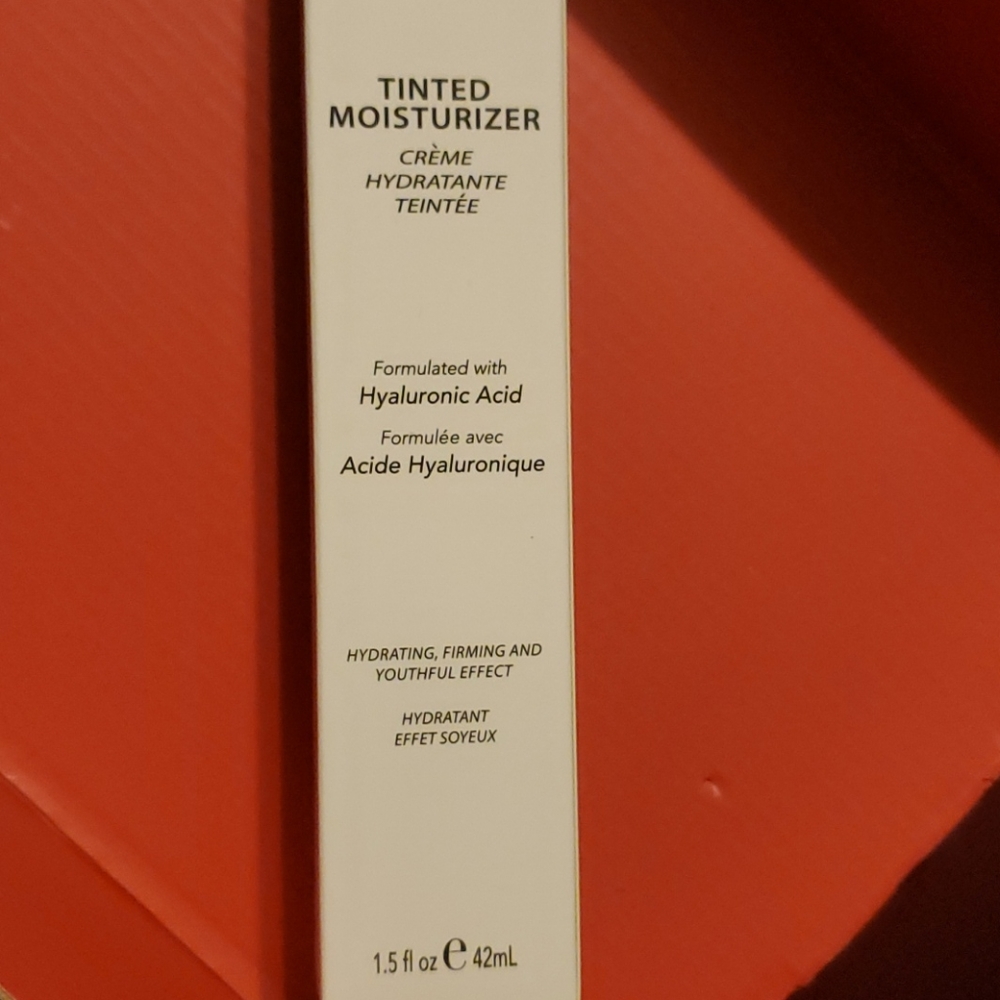 TINTED
MOISTURIZER
CRÈME
HYDRATANTE
TEINTÉE
Formulated with
Hyaluronic Acid
Formulée avec
Acide Hyaluronique
HYDRATING, FIRMING AND
YOUTHFUL EFFECT
HYDRATANT
EFFET SOYEUX
1.5 fl oz e 42mL